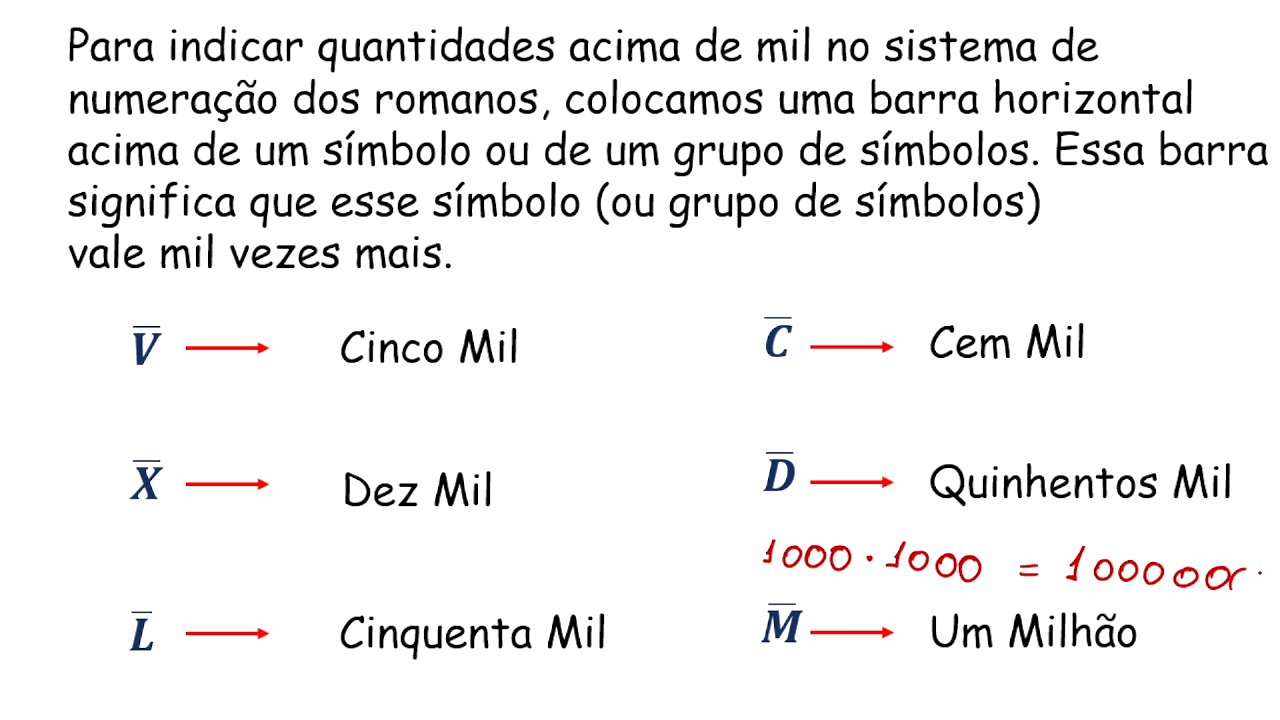 Para indicar quantidades acima de mil no sistema de
numeração dos romanos, colocamos uma barra horizontal
acima de um símbolo ou de um grupo de símbolos. Essa barra
significa que esse símbolo (ou grupo de símbolos)
vale mil vezes mais.
V̅ → Cinco Mil
C̅ → Cem Mil
X̅ → Dez Mil
D̅ → Quinhentos Mil
1000 · 1000 =
L̅ → Cinquenta Mil
M̅ → Um Milhão